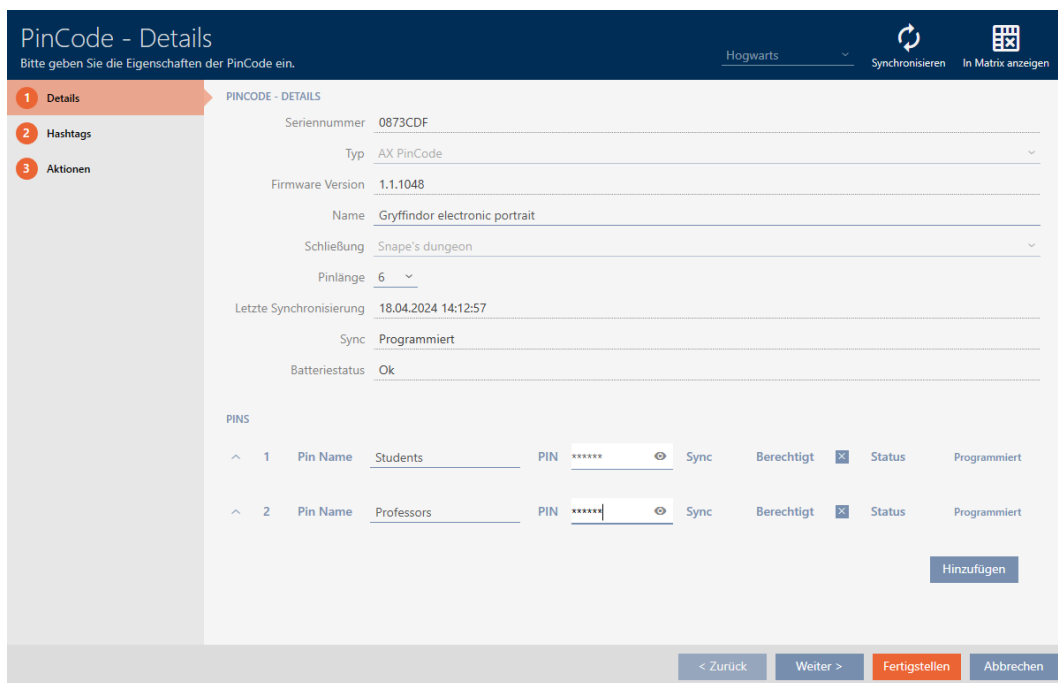 PinCode - Details
Bitte geben Sie die Eigenschaften der PinCode ein.
Hogwarts
Synchronisieren
In Matrix anzeigen
1 Details
2 Hashtags
3 Aktionen
PINCODE - DETAILS
Seriennummer 0873CDF
Typ AX PinCode
Firmware Version 1.1.1048
Name Gryffindor electronic portrait
Schließung Snape's dungeon
Pinlänge 6
Letzte Synchronisierung 18.04.2024 14:12:57
Sync Programmiert
Batteriestatus Ok
PINS
1 Pin Name Students PIN ****** Sync Berechtigt Status Programmiert
2 Pin Name Professors PIN ****** Sync Berechtigt Status Programmiert
Hinzufügen
< Zurück Weiter > Fertigstellen Abbrechen